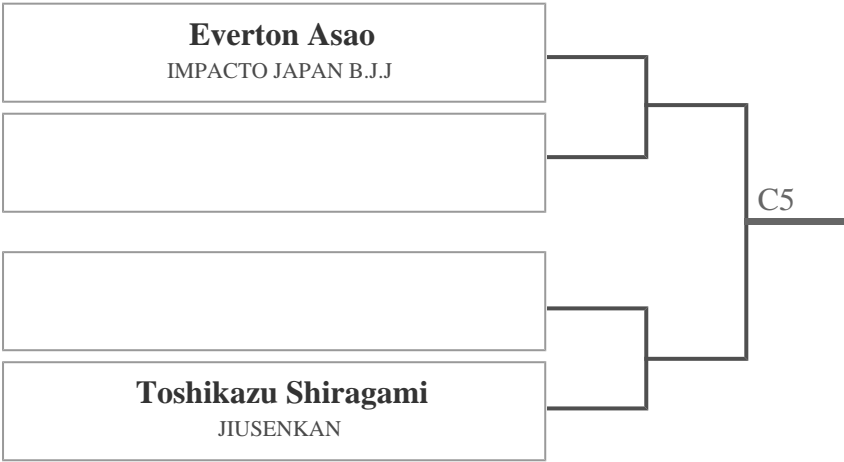 Everton Asao
IMPACTO JAPAN B.J.J
C5
Toshikazu Shiragami
JIUSENKAN